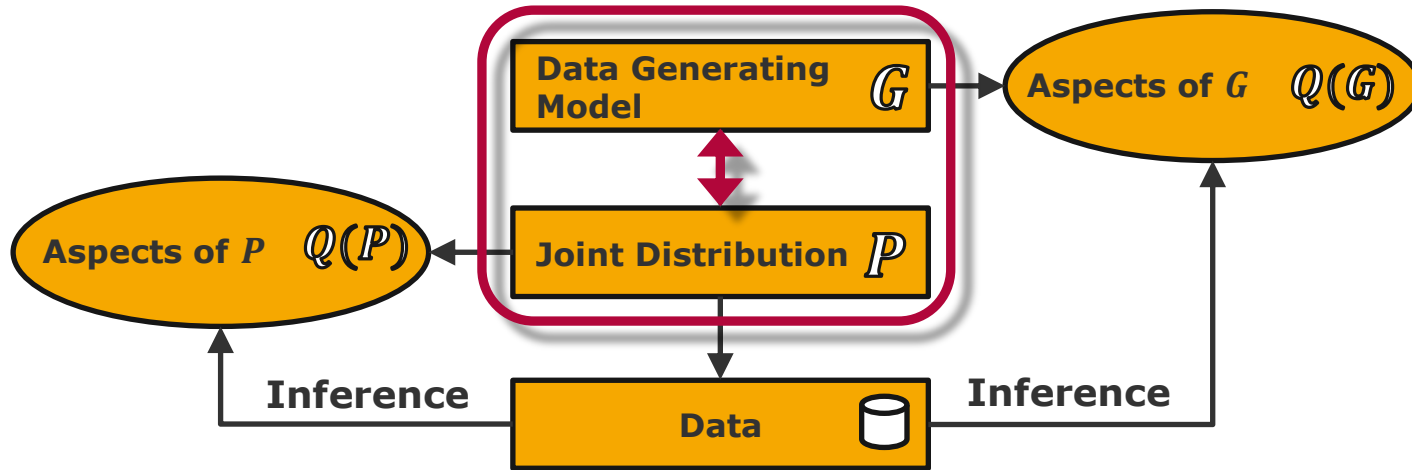 Data Generating
Model G
Aspects of G Q(G)
Aspects of P Q(P)
Joint Distribution P
Inference
Inference
Data